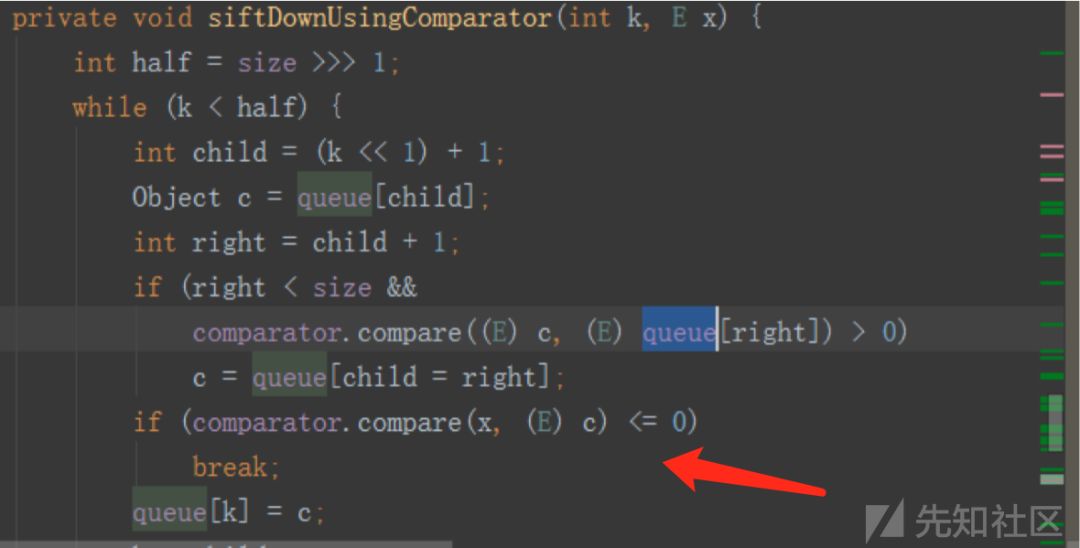 private void siftDownUsingComparator(int k, E x) {
int half = size >>> 1;
while (k < half) {
int child = (k << 1) + 1;
Object c = queue[child];
int right = child + 1;
if (right < size &&
comparator.compare((E) c, (E) queue[right]) > 0)
c = queue[child = right];
if (comparator.compare(x, (E) c) <= 0)
break;
queue[k] = c;
先知社区